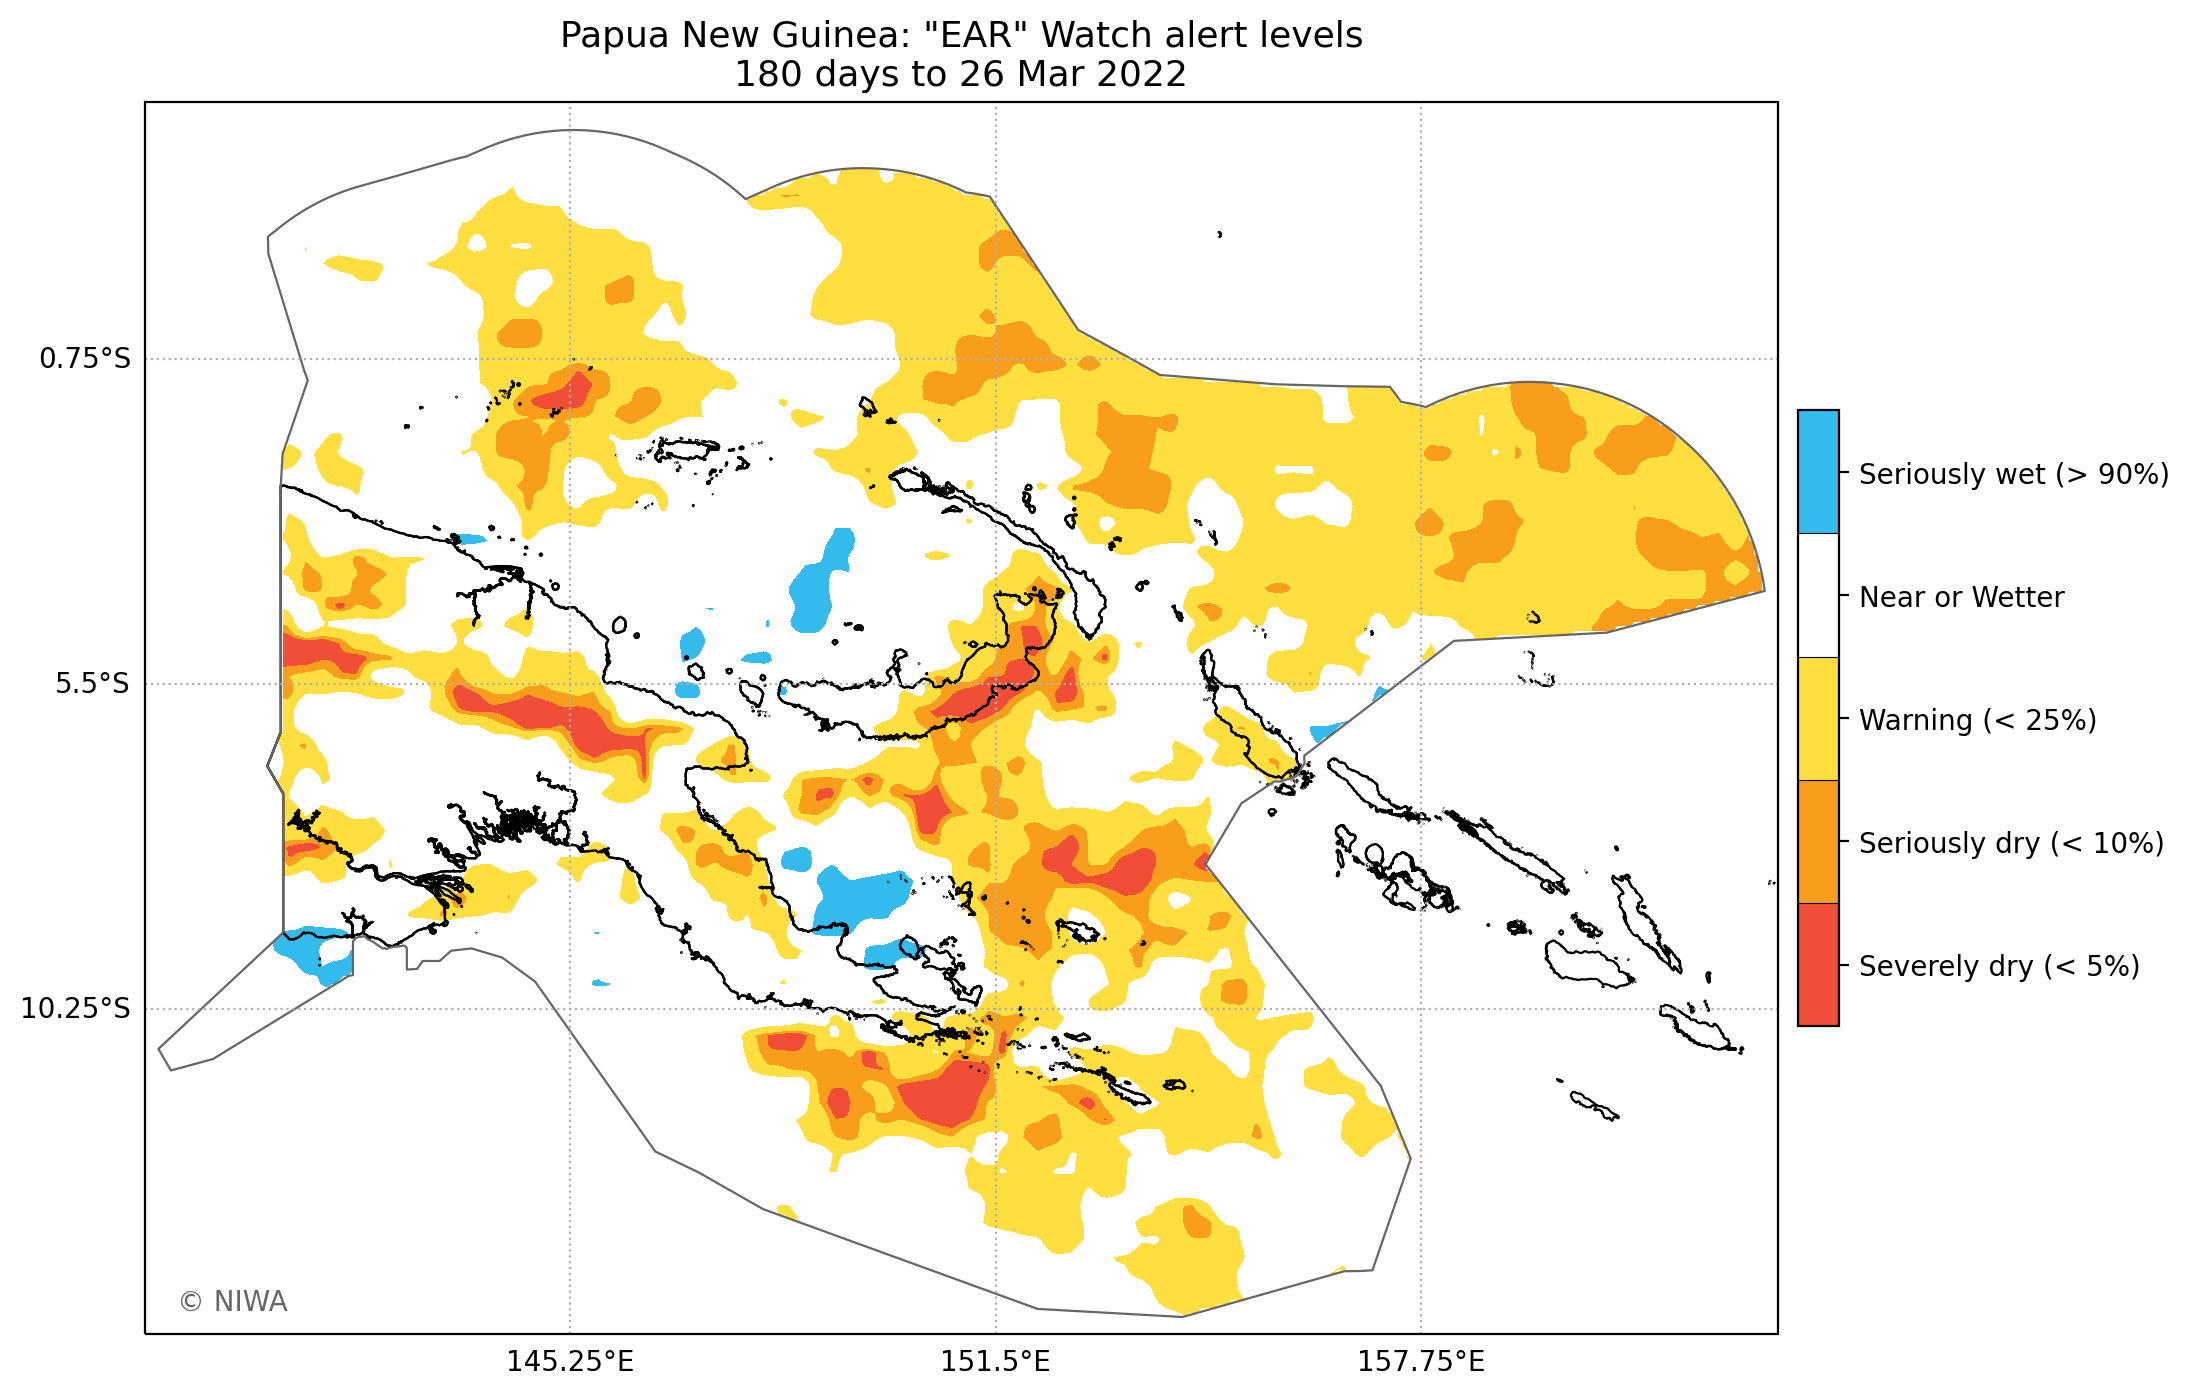 Papua New Guinea: "EAR" Watch alert levels
180 days to 26 Mar 2022
0.75°S
5.5°S
10.25°S
145.25°E
151.5°E
157.75°E
Seriously wet (> 90%)
Near or Wetter
Warning (< 25%)
Seriously dry (< 10%)
Severely dry (< 5%)
© NIWA